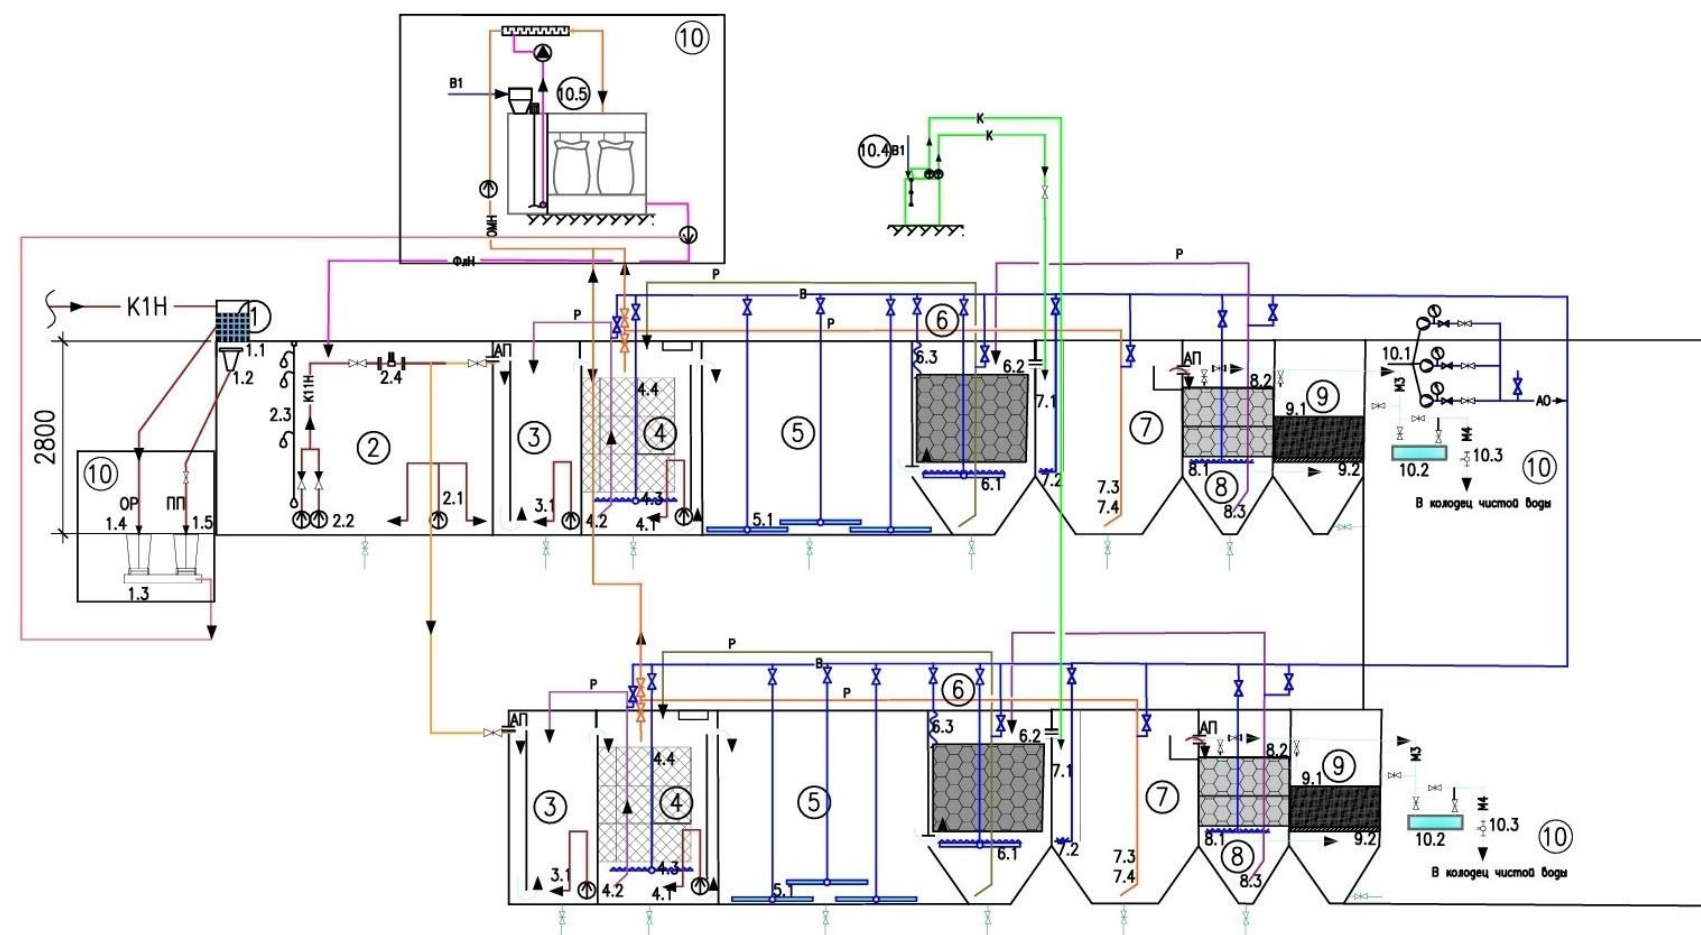 10
В1
10.5
ОМН
ФлН
К
К
10.4
В1
Р
Р
В
Р
Р
К1Н
1
1.1
1.2
2800
10
ОР
ПП
1.4
1.5
1.3
АП
2.4
К1Н
2.3
2
2.2
2.1
3
3.1
4.4
4
4.3
4.2
4.1
5
5.1
6
6.3
6.2
6.1
7.1
7.2
7
7.3
7.4
АП
8.2
8.1
8
8.3
9
9.1
9.2
10.1
М3
АО
М4
10.2
10.3
10
В колодец чистой воды
Р
В
Р
Р
АП
3
3.1
4.4
4
4.3
4.2
4.1
5
5.1
6
6.3
6.2
6.1
7.1
7.2
7
7.3
7.4
АП
8.2
8.1
8
8.3
9
9.1
9.2
М3
М4
10.2
10.3
10
В колодец чистой воды